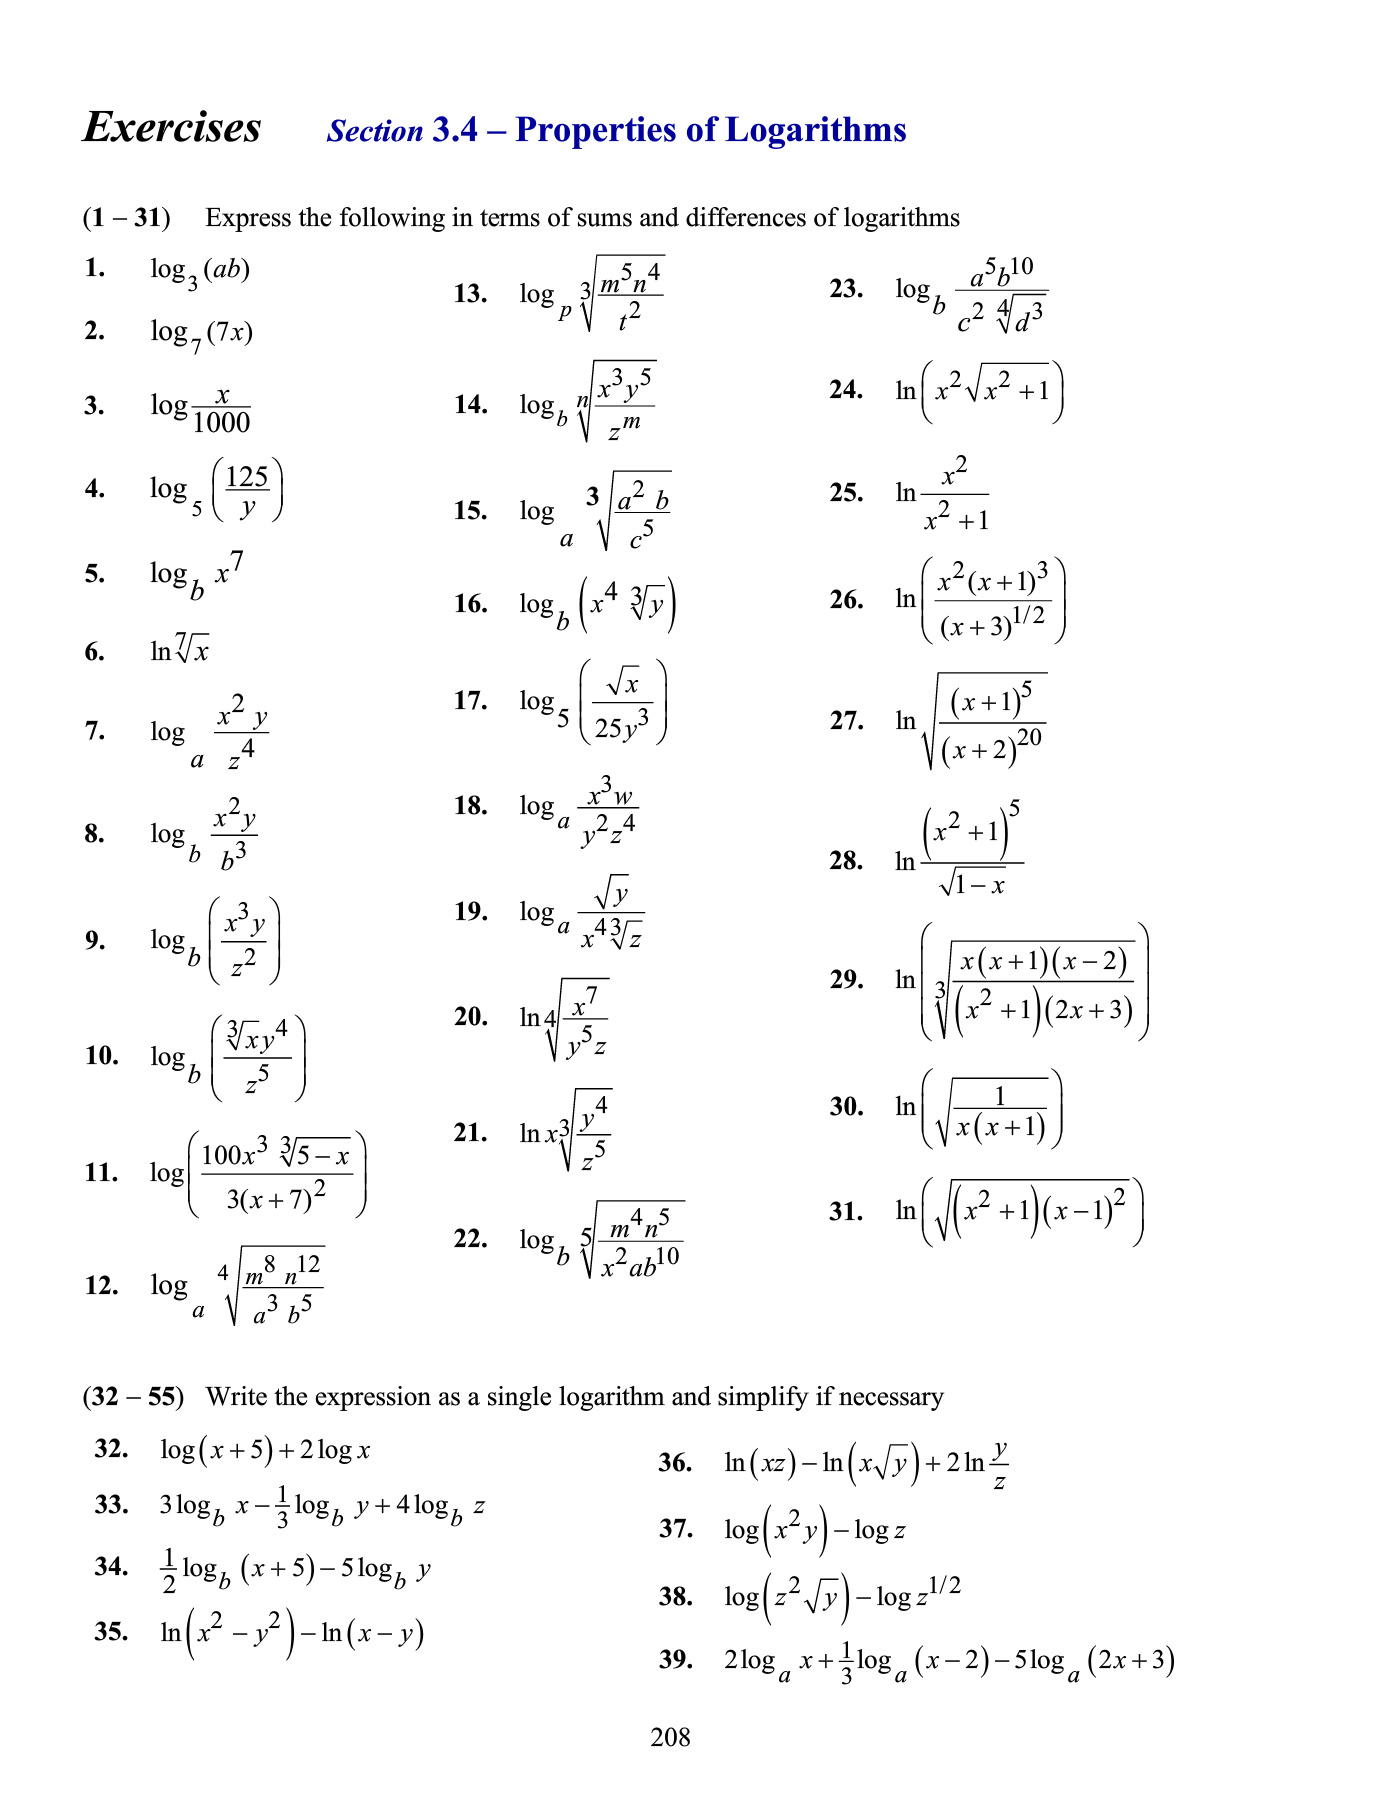 Exercises Section 3.4 – Properties of Logarithms
(1 – 31) Express the following in terms of sums and differences of logarithms
1. $\log_3 (ab)$
2. $\log_7 (7x)$
3. $\log \frac{x}{1000}$
4. $\log_5 \left(\frac{125}{y}\right)$
5. $\log_b x^7$
6. $\ln \sqrt[7]{x}$
7. $\log_a \frac{x^2 y}{z^4}$
8. $\log_b \frac{x^2 y}{b^3}$
9. $\log_b \left(\frac{x^3 y}{z^2}\right)$
10. $\log_b \left(\frac{\sqrt[3]{x} y^4}{z^5}\right)$
11. $\log \left(\frac{100x^3 \sqrt[3]{5-x}}{3(x+7)^2}\right)$
12. $\log_a \sqrt[4]{\frac{m^8 n^{12}}{a^3 b^5}}$
13. $\log_p \sqrt[3]{\frac{m^5 n^4}{t^2}}$
14. $\log_b \sqrt[n]{\frac{x^3 y^5}{z^m}}$
15. $\log_a \sqrt[3]{\frac{a^2 b}{c^5}}$
16. $\log_b \left(x^4 \sqrt[3]{y}\right)$
17. $\log_5 \left(\frac{\sqrt{x}}{25y^3}\right)$
18. $\log_a \frac{x^3 w}{y^2 z^4}$
19. $\log_a \frac{\sqrt{y}}{x^4 \sqrt[3]{z}}$
20. $\ln \sqrt[4]{\frac{x^7}{y^5 z}}$
21. $\ln x \sqrt[3]{\frac{y^4}{z^5}}$
22. $\log_b \sqrt[5]{\frac{m^4 n^5}{x^2 a b^{10}}}$
23. $\log_b \frac{a^5 b^{10}}{c^2 \sqrt[4]{d^3}}$
24. $\ln \left(x^2 \sqrt{x^2+1}\right)$
25. $\ln \frac{x^2}{x^2+1}$
26. $\ln \left(\frac{x^2 (x+1)^3}{(x+3)^{1/2}}\right)$
27. $\ln \sqrt{\frac{(x+1)^5}{(x+2)^{20}}}$
28. $\ln \frac{(x^2+1)^5}{\sqrt{1-x}}$
29. $\ln \left(\sqrt[3]{\frac{x(x+1)(x-2)}{(x^2+1)(2x+3)}}\right)$
30. $\ln \left(\sqrt{\frac{1}{x(x+1)}}\right)$
31. $\ln \left(\sqrt{(x^2+1)(x-1)^2}\right)$
(32 – 55) Write the expression as a single logarithm and simplify if necessary
32. $\log(x+5) + 2\log x$
33. $3\log_b x - \frac{1}{3}\log_b y + 4\log_b z$
34. $\frac{1}{2}\log_b (x+5) - 5\log_b y$
35. $\ln(x^2 - y^2) - \ln(x-y)$
36. $\ln(xz) - \ln(x\sqrt{y}) + 2\ln\frac{y}{z}$
37. $\log(x^2 y) - \log z$
38. $\log(z^2 \sqrt{y}) - \log z^{1/2}$
39. $2\log_a x + \frac{1}{3}\log_a (x-2) - 5\log_a (2x+3)$
208